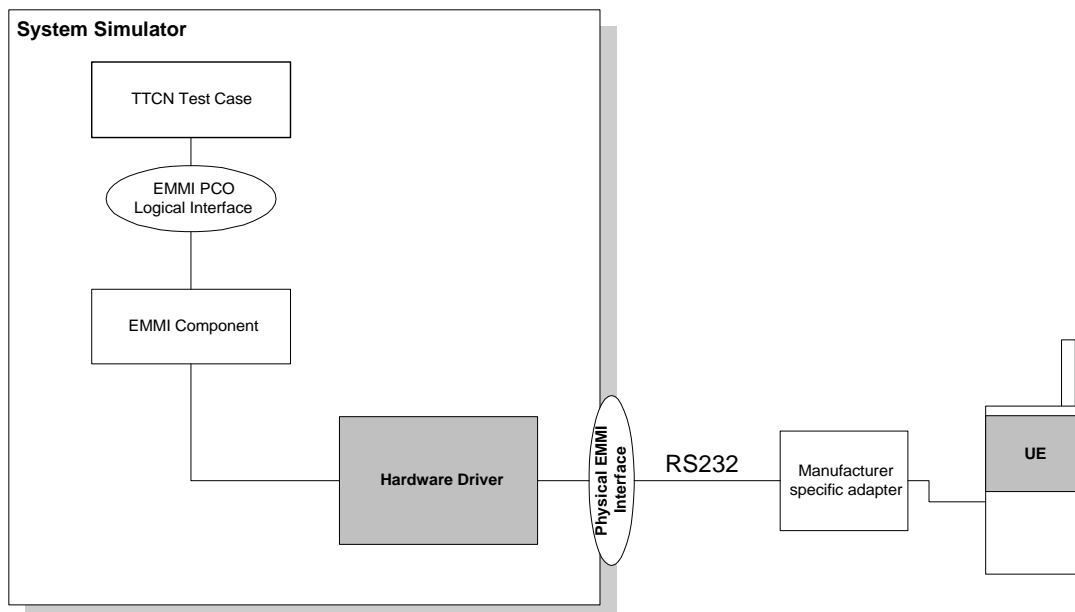 System Simulator
TTCN Test Case
EMMI PCO
Logical Interface
EMMI Component
Hardware Driver
Physical EMMI
Interface
RS232
Manufacturer
specific adapter
UE